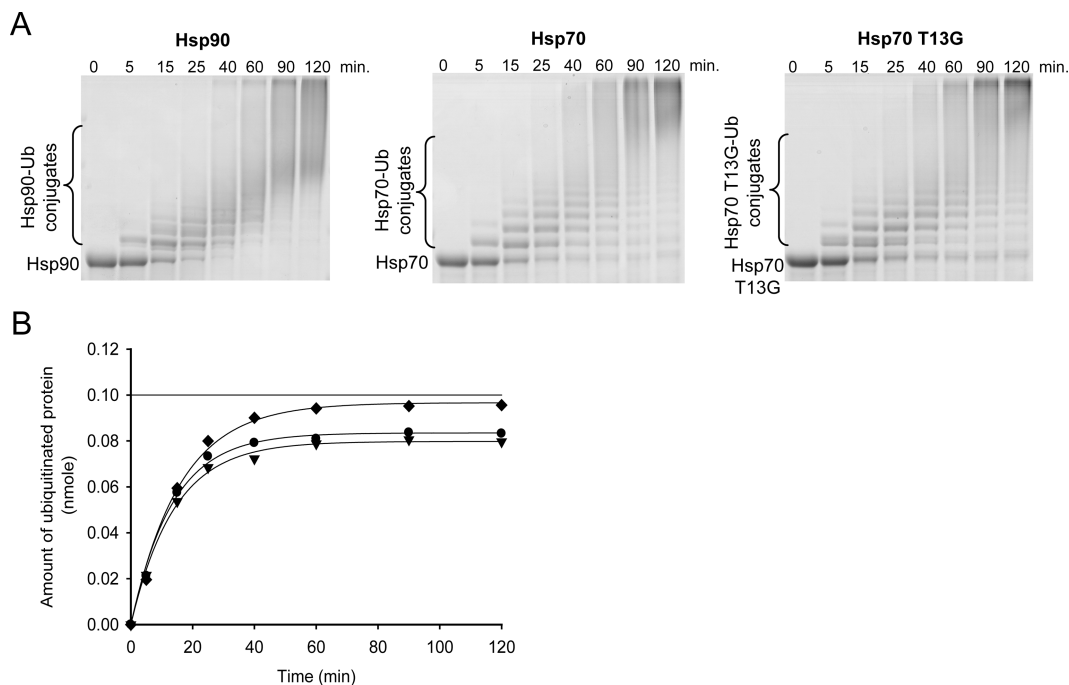 A
Hsp90
0 5 15 25 40 60 90 120 min.
Hsp90-Ub
conjugates
Hsp90
Hsp70
0 5 15 25 40 60 90 120 min.
Hsp70-Ub
conjugates
Hsp70
Hsp70 T13G
0 5 15 25 40 60 90 120 min.
Hsp70 T13G-Ub
conjugates
Hsp70
T13G
B
Amount of ubiquitinated protein
(nmole)
0.12
0.10
0.08
0.06
0.04
0.02
0.00
0 20 40 60 80 100 120
Time (min)